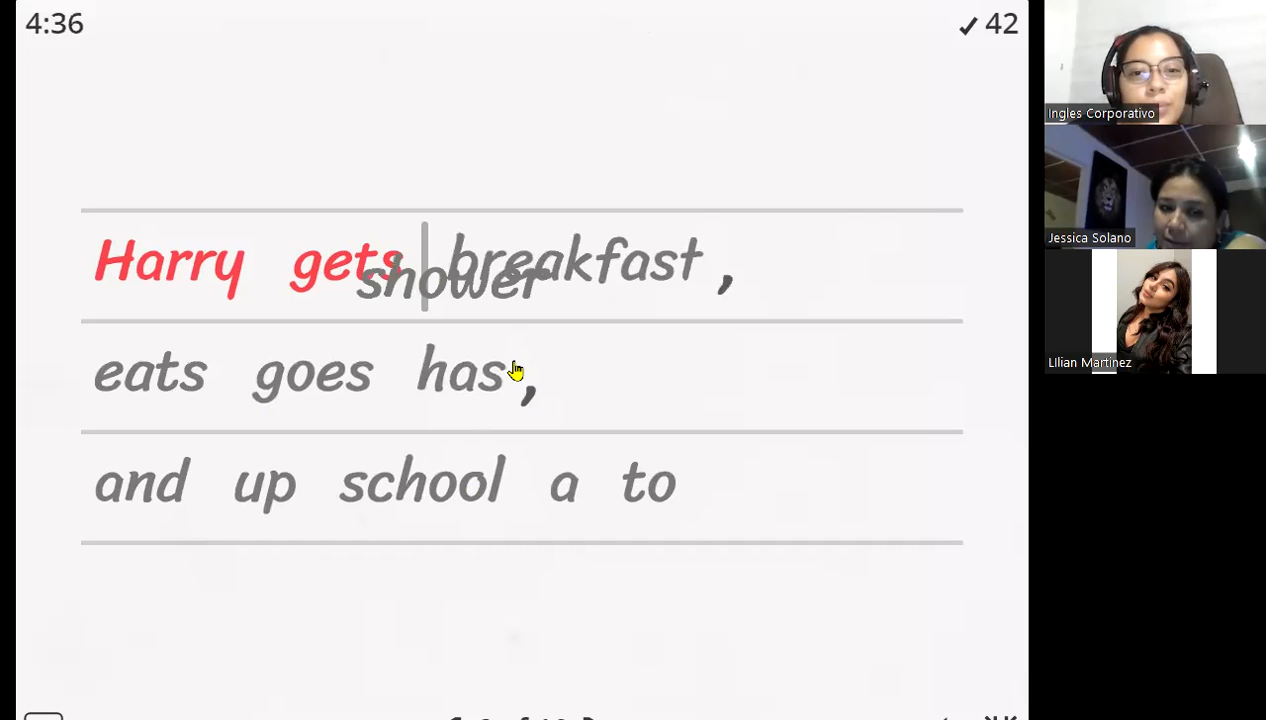 4:36
✓ 42
Ingles Corporativo
Jessica Solano
LIlian Martinez
Harry gets breakfast ,
shower
eats goes has ,
and up school a to